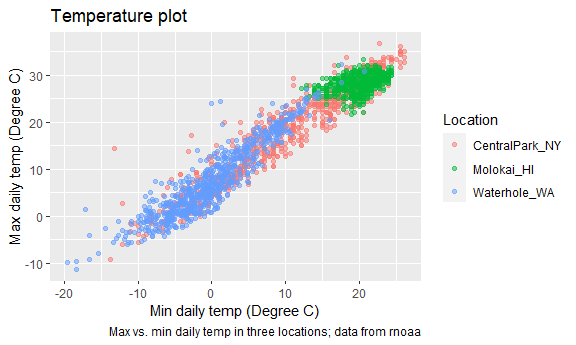 Temperature plot
Max daily temp (Degree C)
30
20
10
0
-10
-20
-10
0
10
20
Min daily temp (Degree C)
Max vs. min daily temp in three locations; data from rnoaa
Location
CentralPark_NY
Molokai_HI
Waterhole_WA